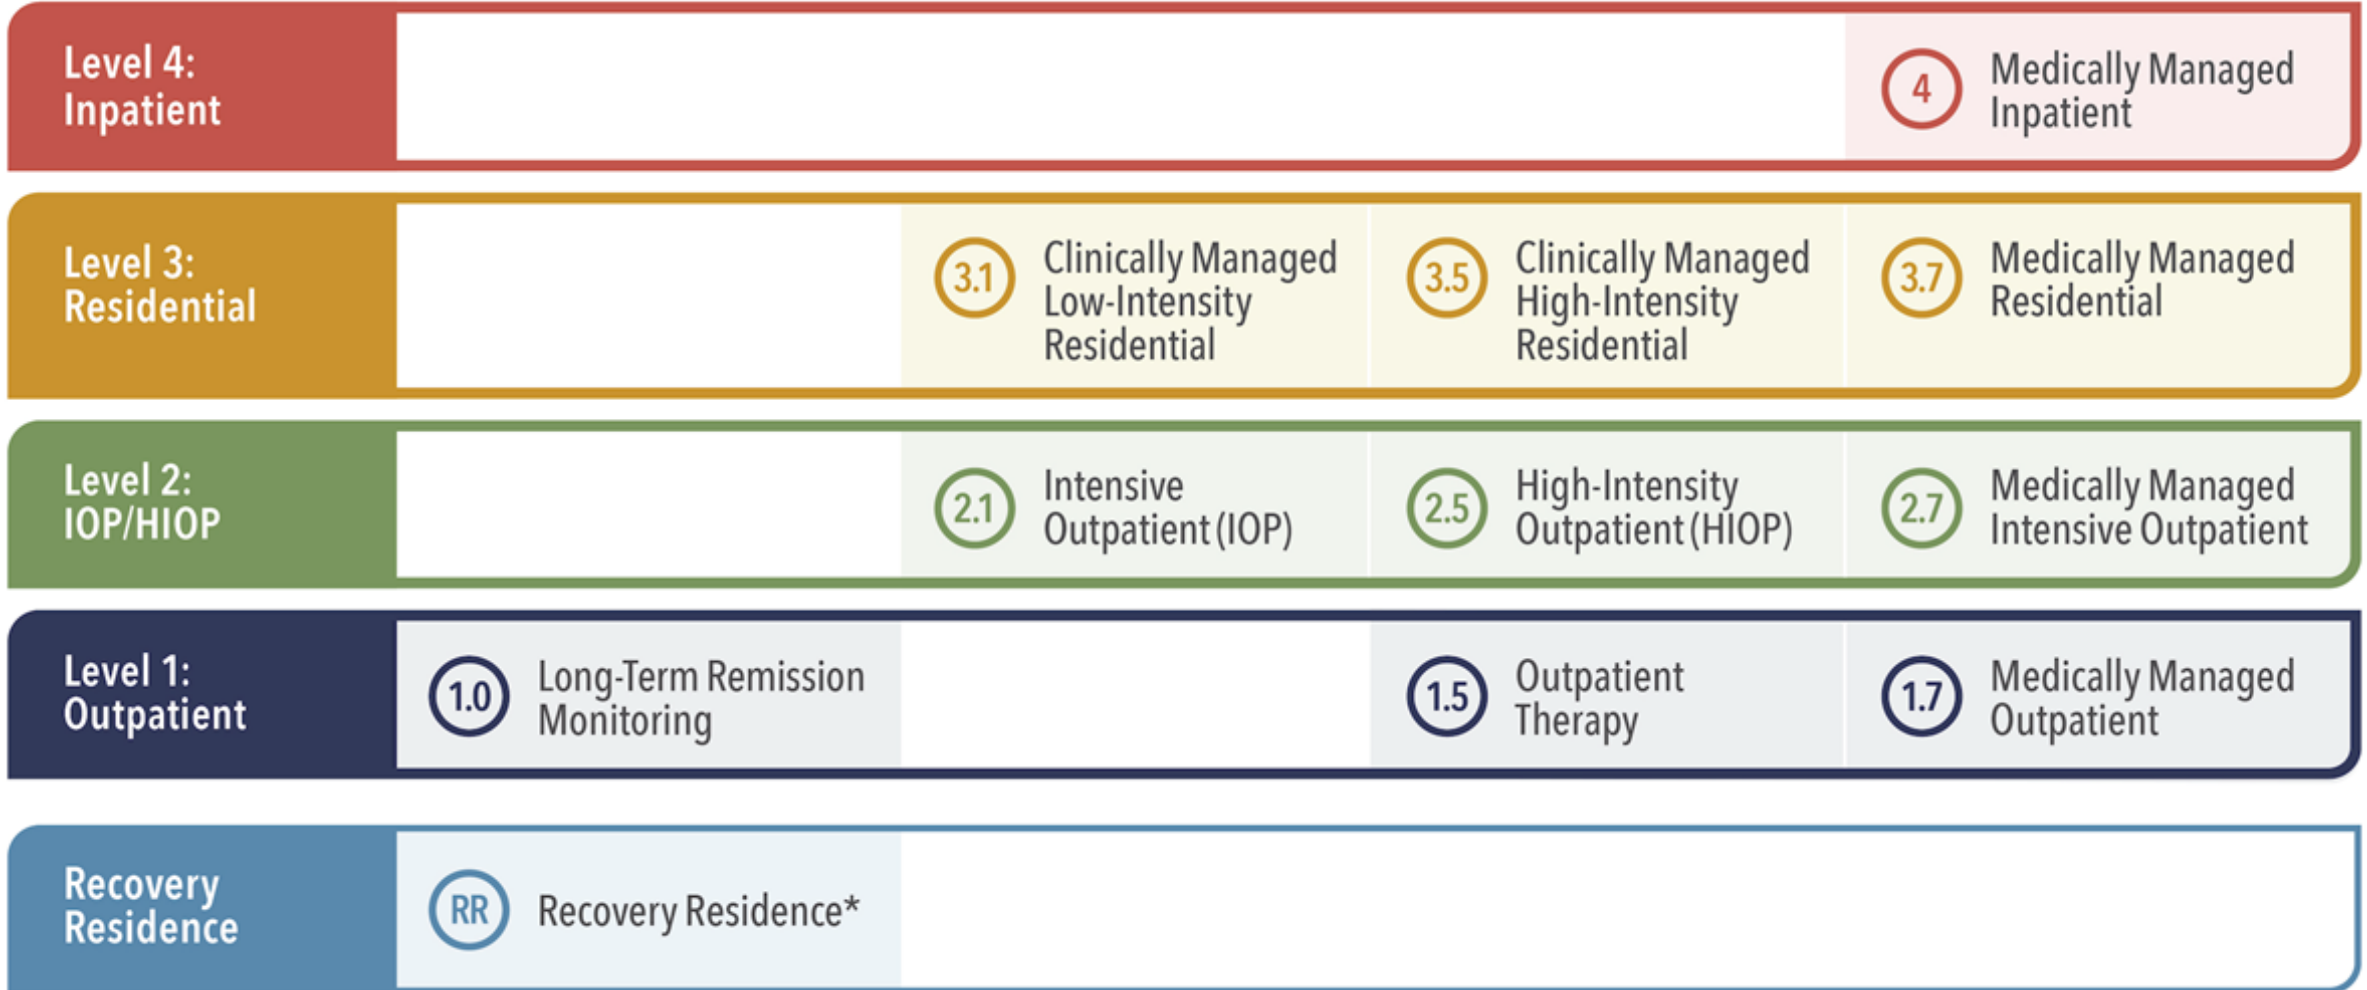 Level 4:
Inpatient
4
Medically Managed
Inpatient
Level 3:
Residential
3.1
Clinically Managed
Low-Intensity
Residential
3.5
Clinically Managed
High-Intensity
Residential
3.7
Medically Managed
Residential
Level 2:
IOP/HIOP
2.1
Intensive
Outpatient (IOP)
2.5
High-Intensity
Outpatient (HIOP)
2.7
Medically Managed
Intensive Outpatient
Level 1:
Outpatient
1.0
Long-Term Remission
Monitoring
1.5
Outpatient
Therapy
1.7
Medically Managed
Outpatient
Recovery
Residence
RR
Recovery Residence*